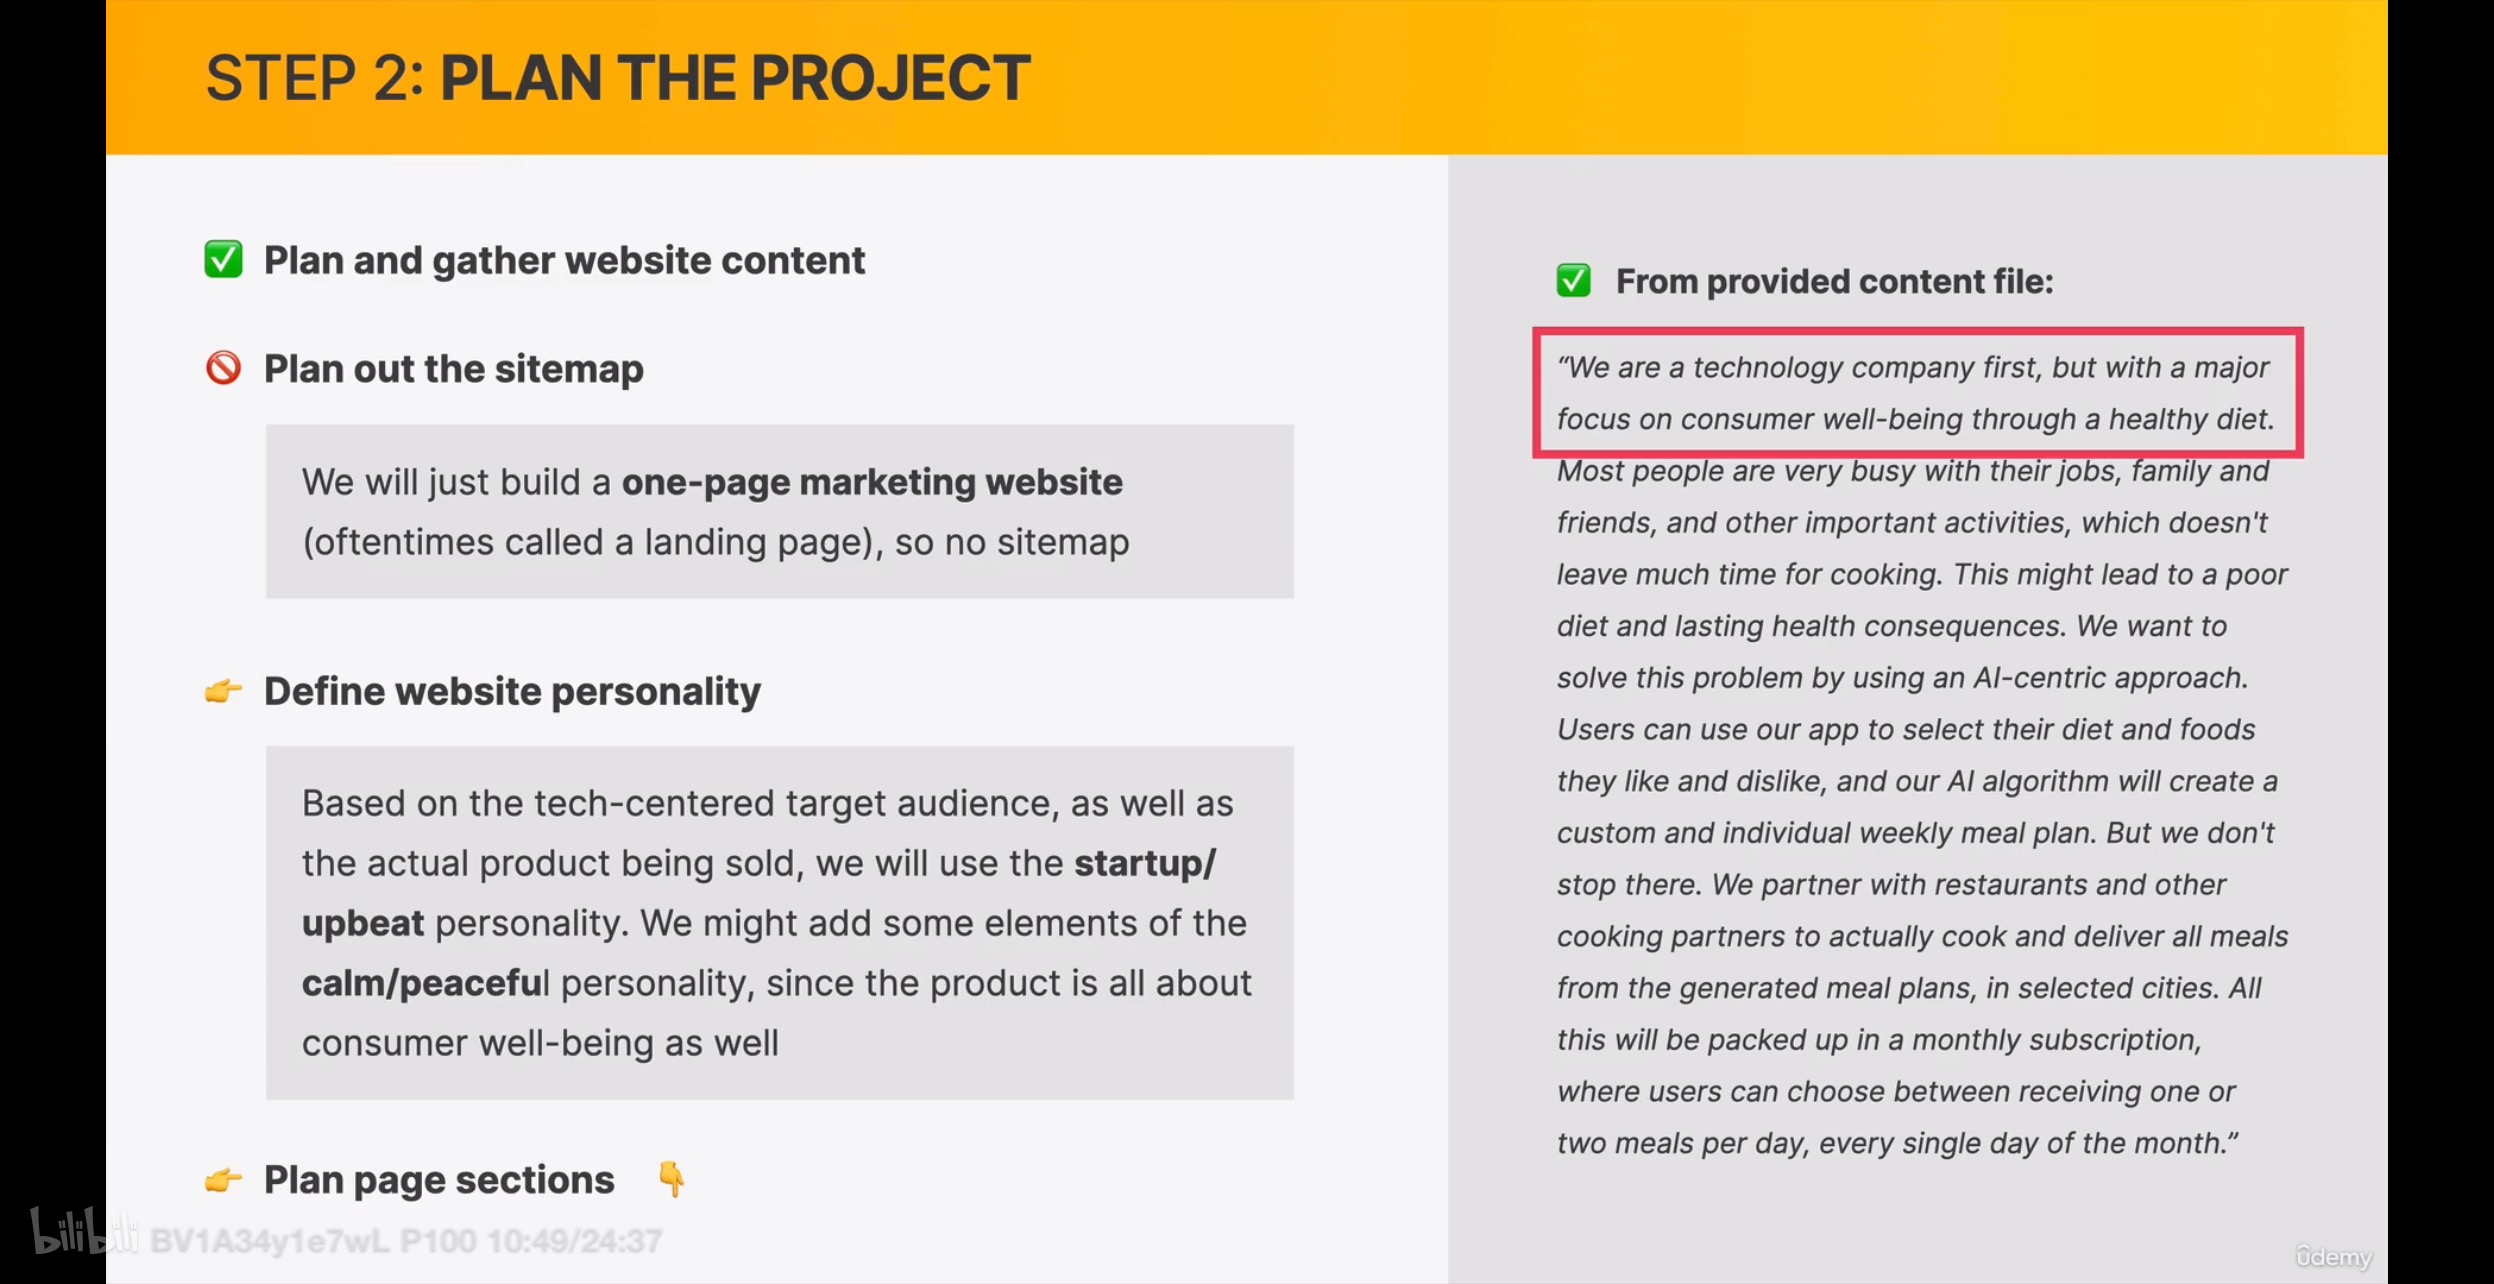 STEP 2: PLAN THE PROJECT
✅ Plan and gather website content
🚫 Plan out the sitemap
We will just build a one-page marketing website
(oftentimes called a landing page), so no sitemap
👉 Define website personality
Based on the tech-centered target audience, as well as
the actual product being sold, we will use the startup/
upbeat personality. We might add some elements of the
calm/peaceful personality, since the product is all about
consumer well-being as well
👉 Plan page sections 👇
✅ From provided content file:
“We are a technology company first, but with a major
focus on consumer well-being through a healthy diet.
Most people are very busy with their jobs, family and
friends, and other important activities, which doesn't
leave much time for cooking. This might lead to a poor
diet and lasting health consequences. We want to
solve this problem by using an AI-centric approach.
Users can use our app to select their diet and foods
they like and dislike, and our AI algorithm will create a
custom and individual weekly meal plan. But we don't
stop there. We partner with restaurants and other
cooking partners to actually cook and deliver all meals
from the generated meal plans, in selected cities. All
this will be packed up in a monthly subscription,
where users can choose between receiving one or
two meals per day, every single day of the month.”
bilibili BV1A34y1e7wL P100 10:49/24:37
ûdemy